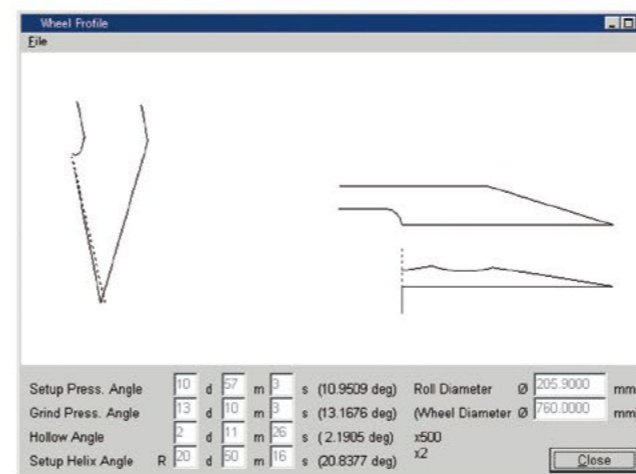 Wheel Profile
File
Setup Press. Angle 10 d 57 m 3 s (10.9509 deg) Roll Diameter Ø 205.9000 mm
Grind Press. Angle 13 d 10 m 3 s (13.1676 deg) (Wheel Diameter Ø 760.0000 mm
Hollow Angle 2 d 11 m 26 s ( 2.1905 deg) x500
Setup Helix Angle R 20 d 50 m 16 s (20.8377 deg) x2 Close